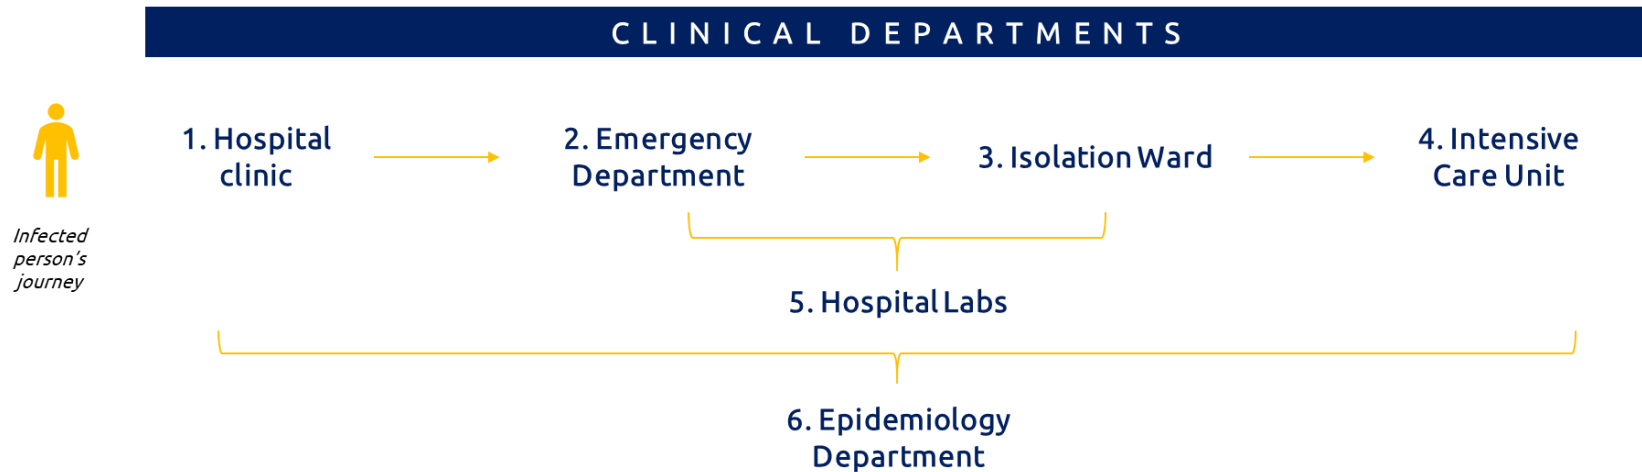 CLINICAL DEPARTMENTS
1. Hospital
clinic
2. Emergency
Department
3. Isolation Ward
4. Intensive
Care Unit
Infected
person's
journey
5. Hospital Labs
6. Epidemiology
Department